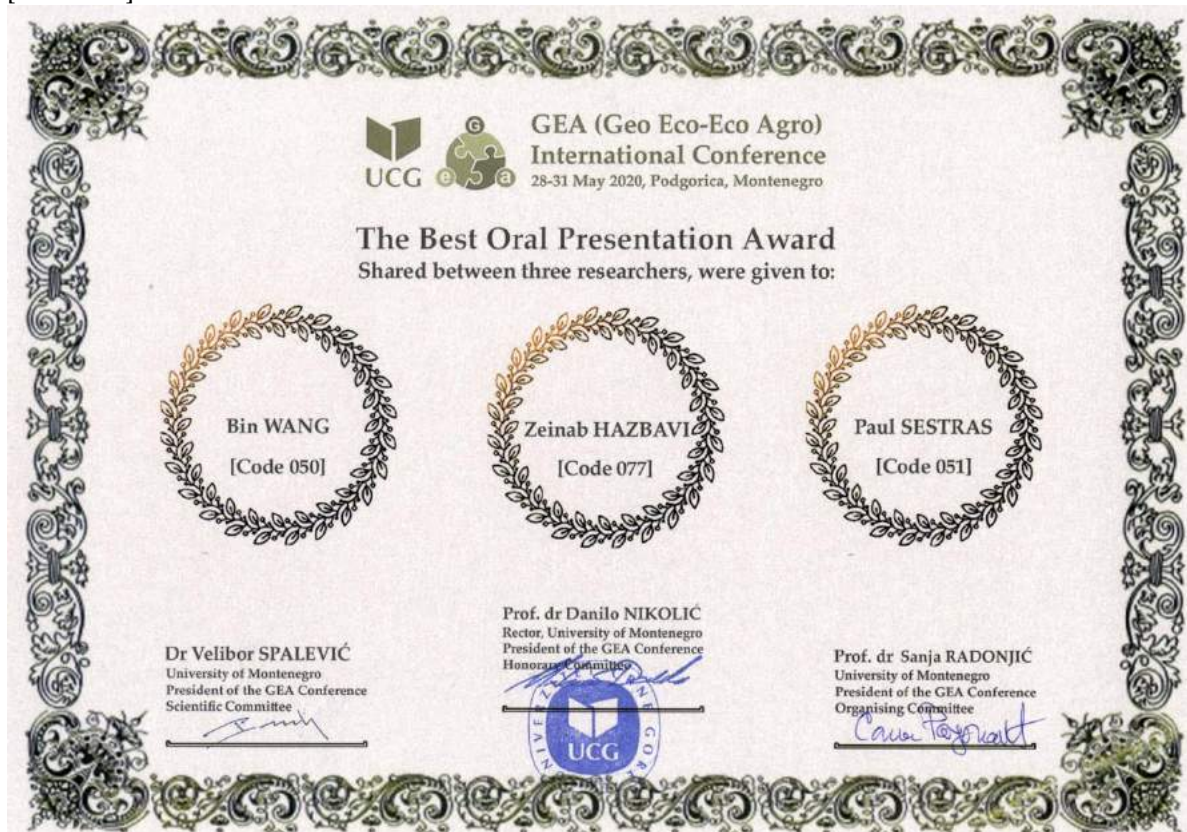 UCG
G
e
a
GEA (Geo Eco-Eco Agro)
International Conference
28-31 May 2020, Podgorica, Montenegro
The Best Oral Presentation Award
Shared between three researchers, were given to:
Bin WANG
[Code 050]
Zeinab HAZBAVI
[Code 077]
Paul SESTRAS
[Code 051]
Dr Velibor SPALEVIĆ
University of Montenegro
President of the GEA Conference
Scientific Committee
Prof. dr Danilo NIKOLIĆ
Rector, University of Montenegro
President of the GEA Conference
Honorary Committee
UCG
Prof. dr Sanja RADONJIĆ
University of Montenegro
President of the GEA Conference
Organising Committee